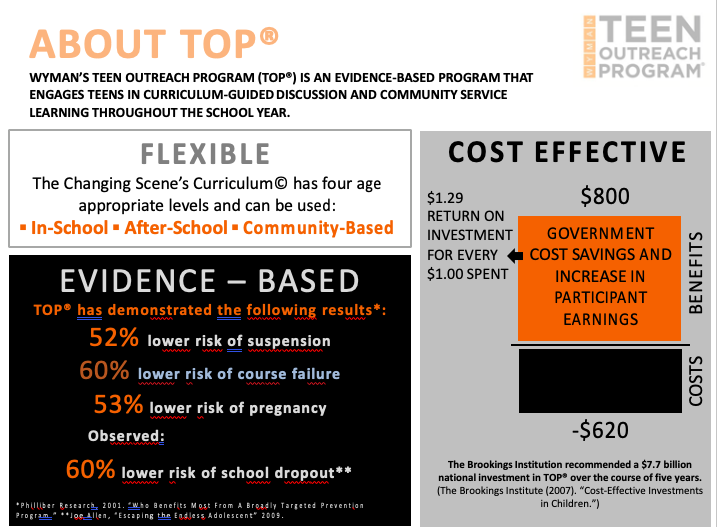 ABOUT TOP®
WYMAN TEEN
OUTREACH
PROGRAM®
WYMAN'S TEEN OUTREACH PROGRAM (TOP®) IS AN EVIDENCE-BASED PROGRAM THAT
ENGAGES TEENS IN CURRICULUM-GUIDED DISCUSSION AND COMMUNITY SERVICE
LEARNING THROUGHOUT THE SCHOOL YEAR.
FLEXIBLE
The Changing Scene's Curriculum© has four age
appropriate levels and can be used:
▪ In-School ▪ After-School ▪ Community-Based
EVIDENCE – BASED
TOP® has demonstrated the following results*:
52% lower risk of suspension
60% lower risk of course failure
53% lower risk of pregnancy
Observed:
60% lower risk of school dropout**
*Philliber Research, 2001. "Who Benefits Most From A Broadly Targeted Prevention
Program." **Joe Allen, "Escaping the Endless Adolescent" 2009.
COST EFFECTIVE
$1.29
RETURN ON
INVESTMENT
FOR EVERY
$1.00 SPENT
$800
GOVERNMENT
COST SAVINGS AND
INCREASE IN
PARTICIPANT
EARNINGS
BENEFITS
COSTS
-$620
The Brookings Institution recommended a $7.7 billion
national investment in TOP® over the course of five years.
(The Brookings Institute (2007). "Cost-Effective Investments
in Children.")